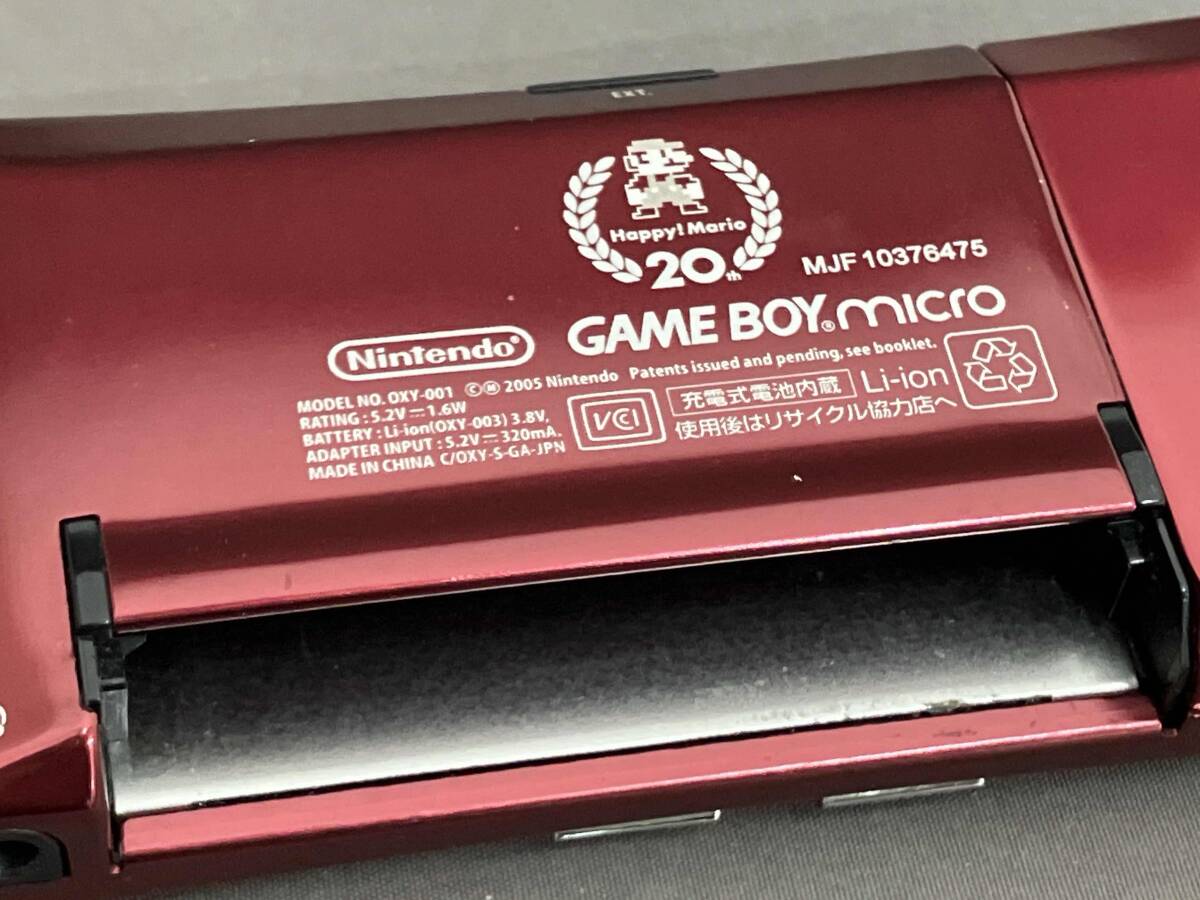 EXT.
Happy! Mario
20th
MJF 10376475
GAME BOY® micro
Nintendo®
MODEL NO. OXY-001 ©Ⓜ 2005 Nintendo Patents issued and pending, see booklet.
RATING : 5.2V⎓1.6W
BATTERY : Li-ion(OXY-003) 3.8V,
ADAPTER INPUT : 5.2V⎓320mA.
MADE IN CHINA C/OXY-S-GA-JPN
VCI
充電式電池内蔵 Li-ion
使用後はリサイクル協力店へ